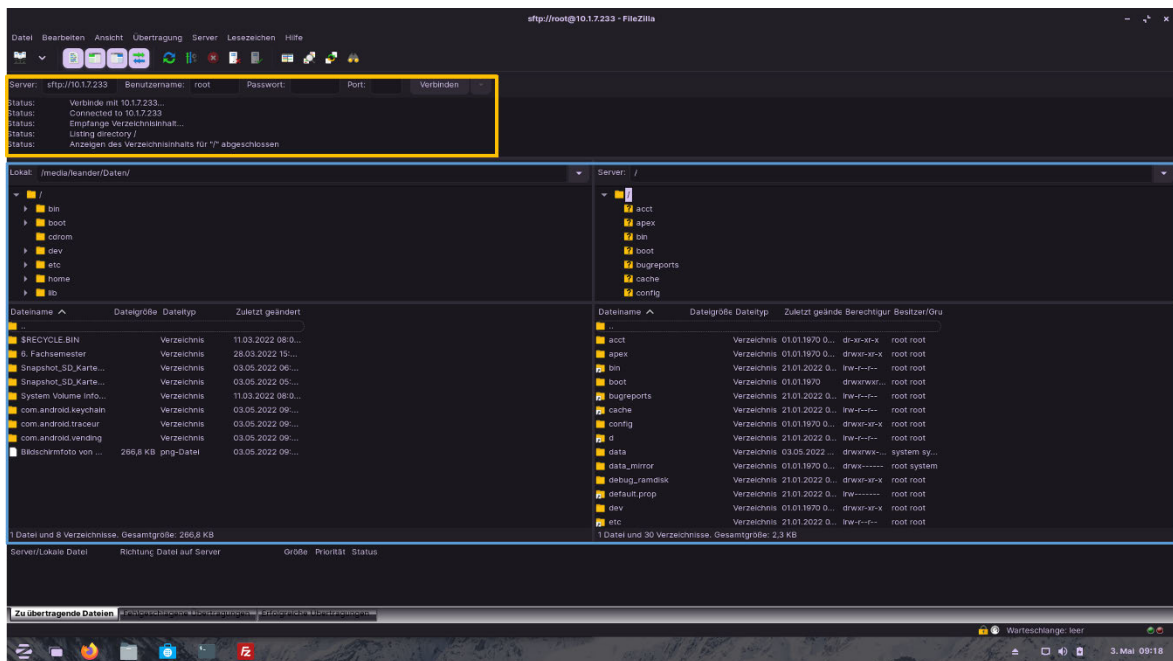 sftp://root@10.1.7.233 - FileZilla
Datei Bearbeiten Ansicht Übertragung Server Lesezeichen Hilfe
Server: sftp://10.1.7.233 Benutzername: root Passwort: Port: Verbinden
Status: Verbinde mit 10.1.7.233...
Status: Connected to 10.1.7.233
Status: Empfange Verzeichnisinhalt...
Status: Listing directory /
Status: Anzeigen des Verzeichnisinhalts für "/" abgeschlossen
Lokal: /media/leander/Daten/
/
bin
boot
cdrom
dev
etc
home
lib
Dateiname Dateigröße Dateityp Zuletzt geändert
..
$RECYCLE.BIN Verzeichnis 11.03.2022 08:0...
6. Fachsemester Verzeichnis 28.03.2022 15:...
Snapshot_SD_Karte... Verzeichnis 03.05.2022 06:...
Snapshot_SD_Karte... Verzeichnis 03.05.2022 05:...
System Volume Info... Verzeichnis 11.03.2022 08:0...
com.android.keychain Verzeichnis 03.05.2022 09:...
com.android.traceur Verzeichnis 03.05.2022 09:...
com.android.vending Verzeichnis 03.05.2022 09:...
Bildschirmfoto von ... 266,8 KB png-Datei 03.05.2022 09:...
1 Datei und 8 Verzeichnisse. Gesamtgröße: 266,8 KB
Server: /
/
acct
apex
bin
boot
bugreports
cache
config
Dateiname Dateigröße Dateityp Zuletzt geände Berechtigur Besitzer/Gru
..
acct Verzeichnis 01.01.1970 0... dr-xr-xr-x root root
apex Verzeichnis 01.01.1970 0... drwxr-xr-x root root
bin Verzeichnis 21.01.2022 0... lrw-r--r-- root root
boot Verzeichnis 01.01.1970 drwxrwxr... root root
bugreports Verzeichnis 21.01.2022 0... lrw-r--r-- root root
cache Verzeichnis 21.01.2022 0... lrw-r--r-- root root
config Verzeichnis 01.01.1970 0... drwxr-xr-x root root
d Verzeichnis 21.01.2022 0... lrw-r--r-- root root
data Verzeichnis 03.05.2022 ... drwxrwx-... system sy...
data_mirror Verzeichnis 01.01.1970 0... drwx------ root system
debug_ramdisk Verzeichnis 21.01.2022 0... drwxr-xr-x root root
default.prop Verzeichnis 21.01.2022 0... lrw------- root root
dev Verzeichnis 01.01.1970 0... drwxr-xr-x root root
etc Verzeichnis 21.01.2022 0... lrw-r--r-- root root
1 Datei und 30 Verzeichnisse. Gesamtgröße: 2,3 KB
Server/Lokale Datei Richtung Datei auf Server Größe Priorität Status
Zu übertragende Dateien Fehlgeschlagene Übertragungen Erfolgreiche Übertragungen
Warteschlange: leer
Fz
3. Mai 09:18